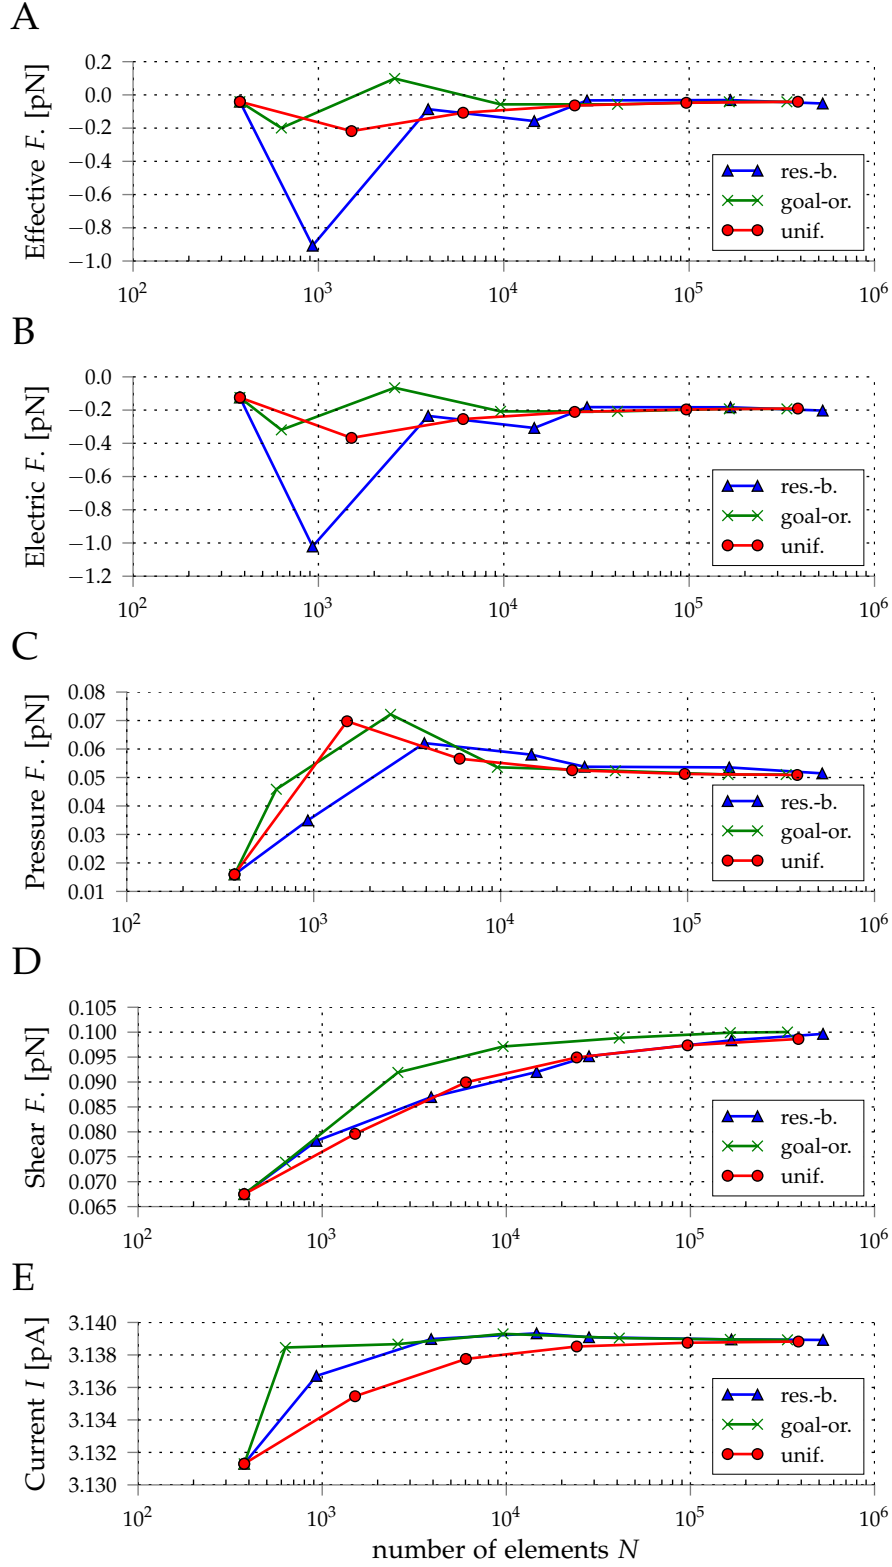 A
Effective F. [pN]
0.2
0.0
−0.2
−0.4
−0.6
−0.8
−1.0
res.-b.
goal-or.
unif.
10² 10³ 10⁴ 10⁵ 10⁶
B
Electric F. [pN]
0.0
−0.2
−0.4
−0.6
−0.8
−1.0
−1.2
res.-b.
goal-or.
unif.
10² 10³ 10⁴ 10⁵ 10⁶
C
Pressure F. [pN]
0.08
0.07
0.06
0.05
0.04
0.03
0.02
0.01
res.-b.
goal-or.
unif.
10² 10³ 10⁴ 10⁵ 10⁶
D
Shear F. [pN]
0.105
0.100
0.095
0.090
0.085
0.080
0.075
0.070
0.065
res.-b.
goal-or.
unif.
10² 10³ 10⁴ 10⁵ 10⁶
E
Current I [pA]
3.140
3.138
3.136
3.134
3.132
3.130
res.-b.
goal-or.
unif.
10² 10³ 10⁴ 10⁵ 10⁶
number of elements N